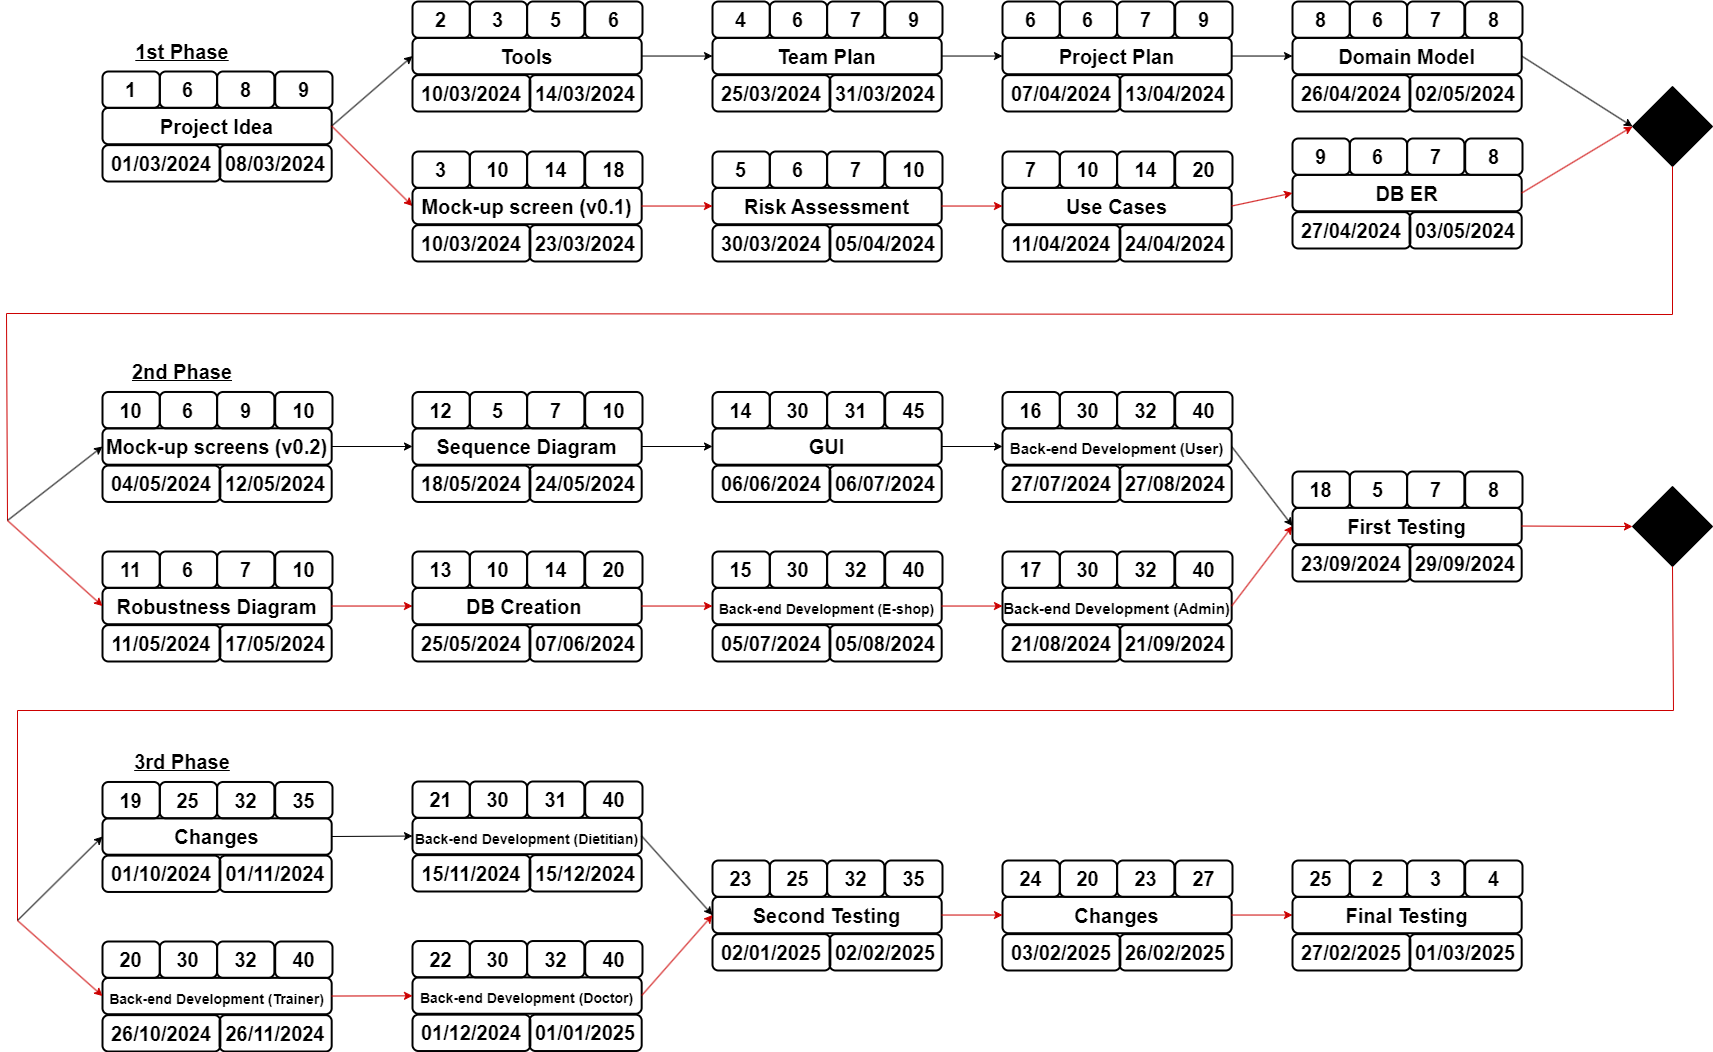 1st Phase
1 6 8 9
Project Idea
01/03/2024 08/03/2024
2 3 5 6
Tools
10/03/2024 14/03/2024
4 6 7 9
Team Plan
25/03/2024 31/03/2024
6 6 7 9
Project Plan
07/04/2024 13/04/2024
8 6 7 8
Domain Model
26/04/2024 02/05/2024
3 10 14 18
Mock-up screen (v0.1)
10/03/2024 23/03/2024
5 6 7 10
Risk Assessment
30/03/2024 05/04/2024
7 10 14 20
Use Cases
11/04/2024 24/04/2024
9 6 7 8
DB ER
27/04/2024 03/05/2024
2nd Phase
10 6 9 10
Mock-up screens (v0.2)
04/05/2024 12/05/2024
12 5 7 10
Sequence Diagram
18/05/2024 24/05/2024
14 30 31 45
GUI
06/06/2024 06/07/2024
16 30 32 40
Back-end Development (User)
27/07/2024 27/08/2024
11 6 7 10
Robustness Diagram
11/05/2024 17/05/2024
13 10 14 20
DB Creation
25/05/2024 07/06/2024
15 30 32 40
Back-end Development (E-shop)
05/07/2024 05/08/2024
17 30 32 40
Back-end Development (Admin)
21/08/2024 21/09/2024
18 5 7 8
First Testing
23/09/2024 29/09/2024
3rd Phase
19 25 32 35
Changes
01/10/2024 01/11/2024
21 30 31 40
Back-end Development (Dietitian)
15/11/2024 15/12/2024
20 30 32 40
Back-end Development (Trainer)
26/10/2024 26/11/2024
22 30 32 40
Back-end Development (Doctor)
01/12/2024 01/01/2025
23 25 32 35
Second Testing
02/01/2025 02/02/2025
24 20 23 27
Changes
03/02/2025 26/02/2025
25 2 3 4
Final Testing
27/02/2025 01/03/2025